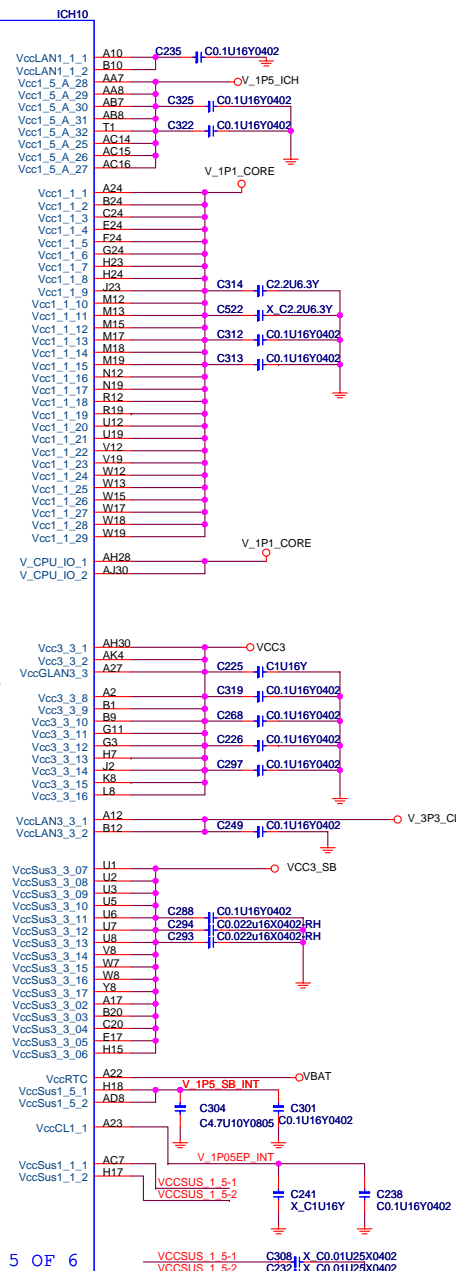 ICH10
VccLAN1_1_1 A10 C235 C0.1U16Y0402
VccLAN1_1_2 B10
Vcc1_5_A_28 AA7 V_1P5_ICH
Vcc1_5_A_29 AA8
Vcc1_5_A_30 AB7 C325 C0.1U16Y0402
Vcc1_5_A_31 AB8
Vcc1_5_A_32 T1 C322 C0.1U16Y0402
Vcc1_5_A_25 AC14
Vcc1_5_A_26 AC15
Vcc1_5_A_27 AC16
V_1P1_CORE
Vcc1_1_1 A24
Vcc1_1_2 B24
Vcc1_1_3 C24
Vcc1_1_4 E24
Vcc1_1_5 F24
Vcc1_1_6 G24
Vcc1_1_7 H23
Vcc1_1_8 H24
Vcc1_1_9 J23 C314 C2.2U6.3Y
Vcc1_1_10 M12
Vcc1_1_11 M13 C522 X_C2.2U6.3Y
Vcc1_1_12 M15
Vcc1_1_13 M17 C312 C0.1U16Y0402
Vcc1_1_14 M18
Vcc1_1_15 M19 C313 C0.1U16Y0402
Vcc1_1_16 N12
Vcc1_1_17 N19
Vcc1_1_18 R12
Vcc1_1_19 R19
Vcc1_1_20 U12
Vcc1_1_21 U19
Vcc1_1_22 V12
Vcc1_1_23 V19
Vcc1_1_24 W12
Vcc1_1_25 W13
Vcc1_1_26 W15
Vcc1_1_27 W17
Vcc1_1_28 W18
Vcc1_1_29 W19
V_1P1_CORE
V_CPU_IO_1 AH28
V_CPU_IO_2 AJ30
Vcc3_3_1 AH30 VCC3
Vcc3_3_2 AK4
VccGLAN3_3 A27 C225 C1U16Y
Vcc3_3_8 A2 C319 C0.1U16Y0402
Vcc3_3_9 B1
Vcc3_3_10 B9 C268 C0.1U16Y0402
Vcc3_3_11 G11
Vcc3_3_12 G3 C226 C0.1U16Y0402
Vcc3_3_13 H7
Vcc3_3_14 J2 C297 C0.1U16Y0402
Vcc3_3_15 K8
Vcc3_3_16 L8
VccLAN3_3_1 A12 V_3P3_CL
VccLAN3_3_2 B12 C249 C0.1U16Y0402
VccSus3_3_07 U1 VCC3_SB
VccSus3_3_08 U2
VccSus3_3_09 U3
VccSus3_3_10 U5
VccSus3_3_11 U6 C288 C0.1U16Y0402
VccSus3_3_12 U7 C294 C0.022u16X0402-RH
VccSus3_3_13 U8 C293 C0.022u16X0402-RH
VccSus3_3_14 V8
VccSus3_3_15 W7
VccSus3_3_16 W8
VccSus3_3_17 Y8
VccSus3_3_02 A17
VccSus3_3_03 B20
VccSus3_3_04 C20
VccSus3_3_05 E17
VccSus3_3_06 H15
VccRTC A22 VBAT
VccSus1_5_1 H18 V_1P5_SB_INT
VccSus1_5_2 AD8
C304 C301
C4.7U10Y0805 C0.1U16Y0402
VccCL1_1 A23
VccSus1_1_1 AC7 V_1P05EP_INT
VccSus1_1_2 H17
VCCSUS_1_5-1
VCCSUS_1_5-2
C241 C238
X_C1U16Y C0.1U16Y0402
5 OF 6
VCCSUS_1_5-1 C308 X_C0.01U25X0402
VCCSUS_1_5-2 C232 X_C0.01U25X0402